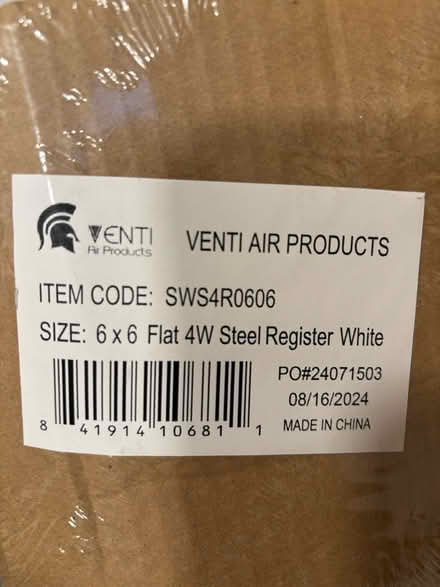 VENTI
Air Products
VENTI AIR PRODUCTS
ITEM CODE: SWS4R0606
SIZE: 6 x 6 Flat 4W Steel Register White
PO#24071503
08/16/2024
MADE IN CHINA
8 41914 10681 1